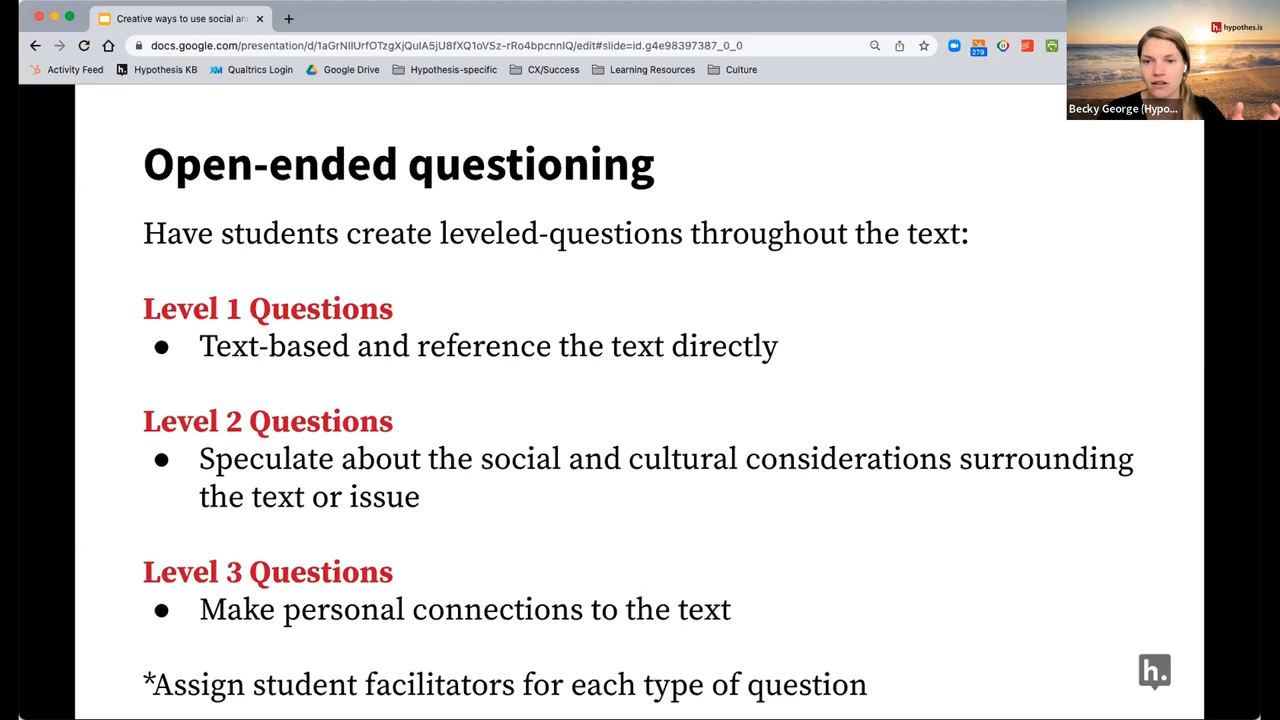 Creative ways to use social an
docs.google.com/presentation/d/1aGrNIlUrfOTzgXjQuIA5jUBfXQ1oVSz-rRo4bpcnnIQ/edit#slide=id.g4e98397387_0_0
279
Activity Feed
Hypothesis KB
Qualtrics Login
Google Drive
Hypothesis-specific
CX/Success
Learning Resources
Culture
hypothes.is
Becky George (Hypo...
Open-ended questioning
Have students create leveled-questions throughout the text:
Level 1 Questions
● Text-based and reference the text directly
Level 2 Questions
● Speculate about the social and cultural considerations surrounding
the text or issue
Level 3 Questions
● Make personal connections to the text
*Assign student facilitators for each type of question
h.